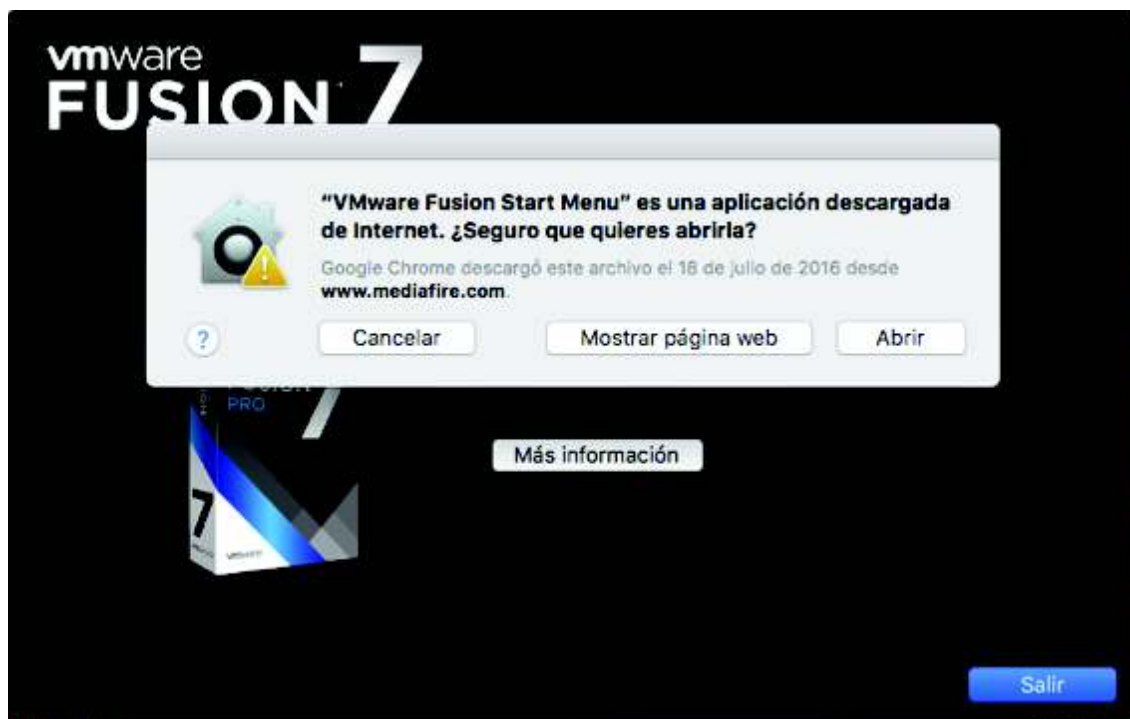 vmware
FUSION 7
“VMware Fusion Start Menu” es una aplicación descargada
de Internet. ¿Seguro que quieres abrirla?
Google Chrome descargó este archivo el 18 de julio de 2016 desde
www.mediafire.com.
?
Cancelar
Mostrar página web
Abrir
PRO
7
Más información
7
vmware
Salir